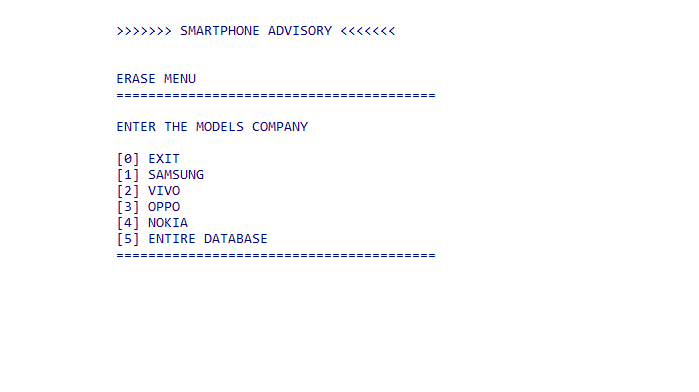 >>>>>>> SMARTPHONE ADVISORY <<<<<<<
ERASE MENU
========================================
ENTER THE MODELS COMPANY
[0] EXIT
[1] SAMSUNG
[2] VIVO
[3] OPPO
[4] NOKIA
[5] ENTIRE DATABASE
========================================